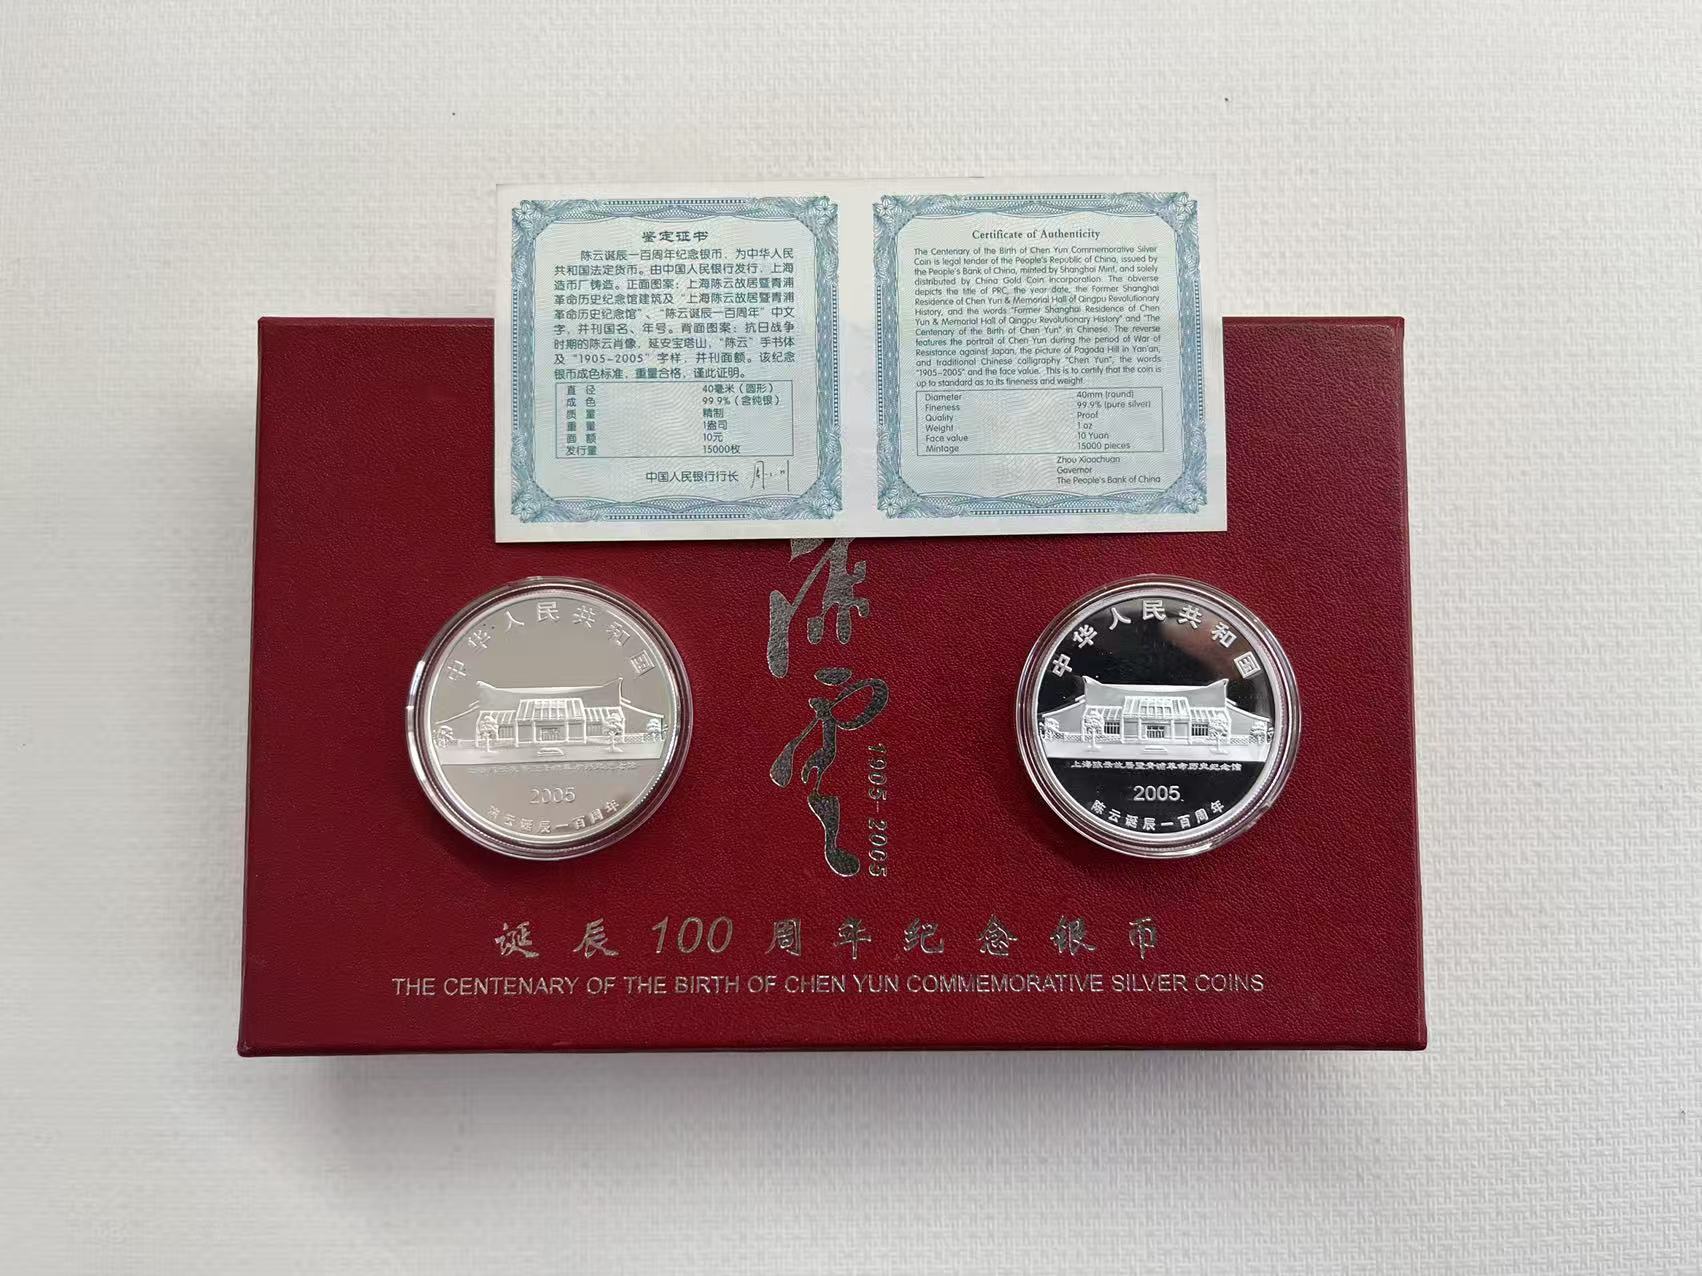 鉴定证书
陈云诞辰一百周年纪念银币，为中华人民
共和国法定货币。由中国人民银行发行，上海
造币厂铸造。正面图案：上海陈云故居暨青浦
革命历史纪念馆建筑及“上海陈云故居暨青浦
革命历史纪念馆”、“陈云诞辰一百周年”中文
字，并刊国名、年号。背面图案：抗日战争
时期的陈云肖像，延安宝塔山，“陈云”手书体
及“1905-2005”字样，并刊面额。该纪念
银币成色标准，重量合格，谨此证明。
直 径 40毫米（圆形）
成 色 99.9%（含纯银）
质 量 精制
重 量 1盎司
面 额 10元
发行量 15000枚
中国人民银行行长
Certificate of Authenticity
The Centenary of the Birth of Chen Yun Commemorative Silver
Coin is legal tender of the People's Republic of China, issued by
the People's Bank of China, minted by Shanghai Mint, and solely
distributed by China Gold Coin Incorporation. The obverse
depicts the title of PRC, the year date, the Former Shanghai
Residence of Chen Yun & Memorial Hall of Qingpu Revolutionary
History, and the words "Former Shanghai Residence of Chen
Yun & Memorial Hall of Qingpu Revolutionary History" and "The
Centenary of the Birth of Chen Yun" in Chinese. The reverse
features the portrait of Chen Yun during the period of War of
Resistance against Japan, the picture of Pagoda Hill in Yan'an,
and traditional Chinese calligraphy "Chen Yun", the words
"1905-2005" and the face value. This is to certify that the coin is
up to standard as to its fineness and weight.
Diameter 40mm (round)
Fineness 99.9% (pure silver)
Quality Proof
Weight 1 oz
Face value 10 Yuan
Mintage 15000 pieces
Zhou Xiaochuan
Governor
The People's Bank of China
中华人民共和国
2005
陈云诞辰一百周年
陈雲
1905-2005
中华人民共和国
上海陈云故居暨青浦革命历史纪念馆
2005
陈云诞辰一百周年
诞辰100周年纪念银币
THE CENTENARY OF THE BIRTH OF CHEN YUN COMMEMORATIVE SILVER COINS